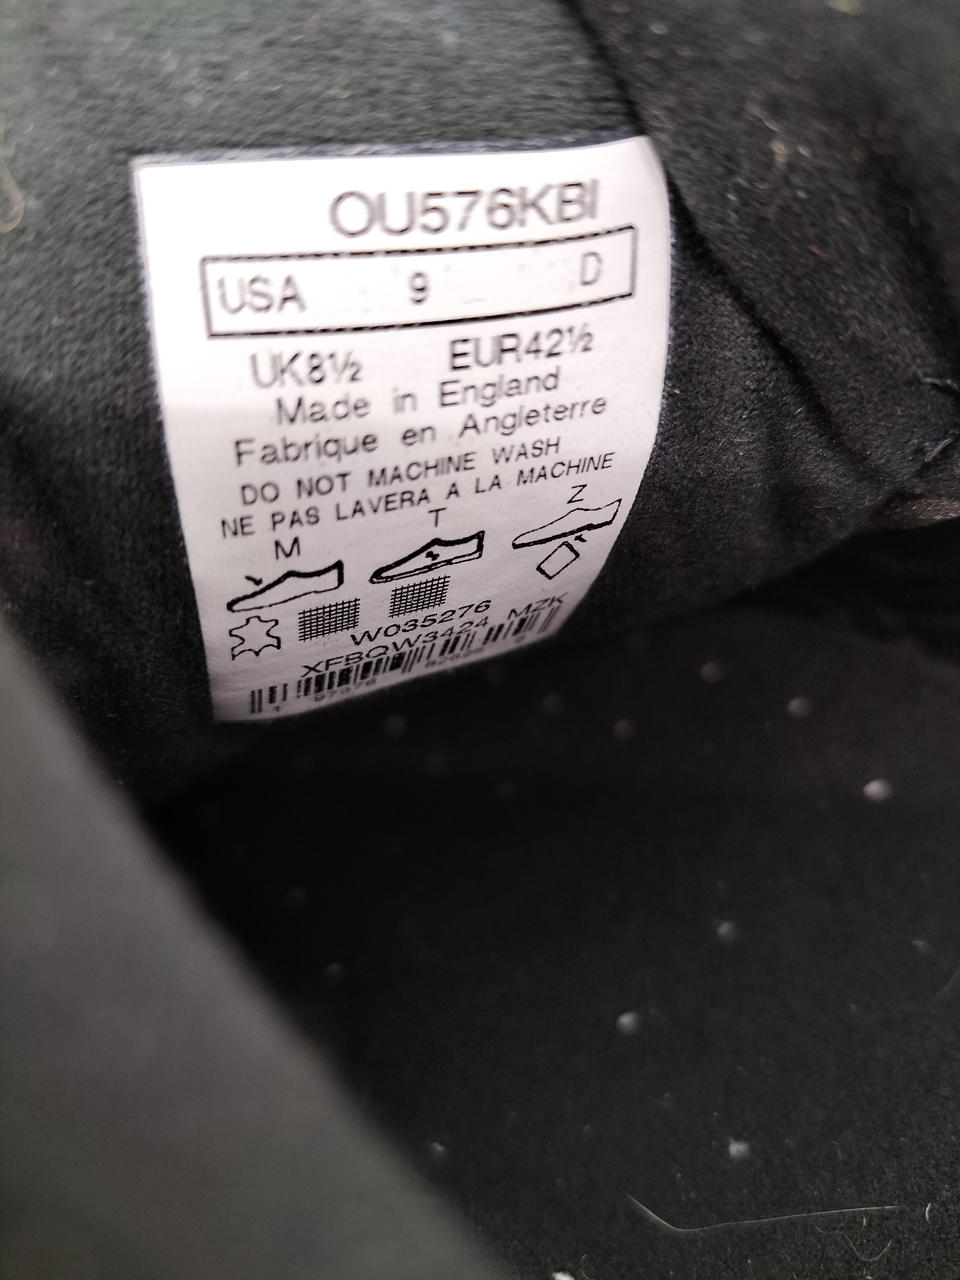 OU576KBI
USA 9 D
UK8½ EUR42½
Made in England
Fabrique en Angleterre
DO NOT MACHINE WASH
NE PAS LAVERA A LA MACHINE
M T Z
W035276
XFBQW3424 MZK